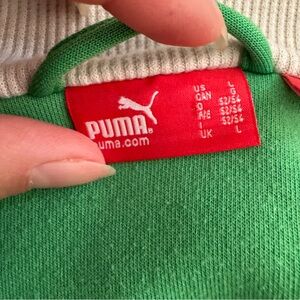 PUMA®
puma.com
US L
CAN G
D 52/54
F/E 52/54
I 52/54
UK L